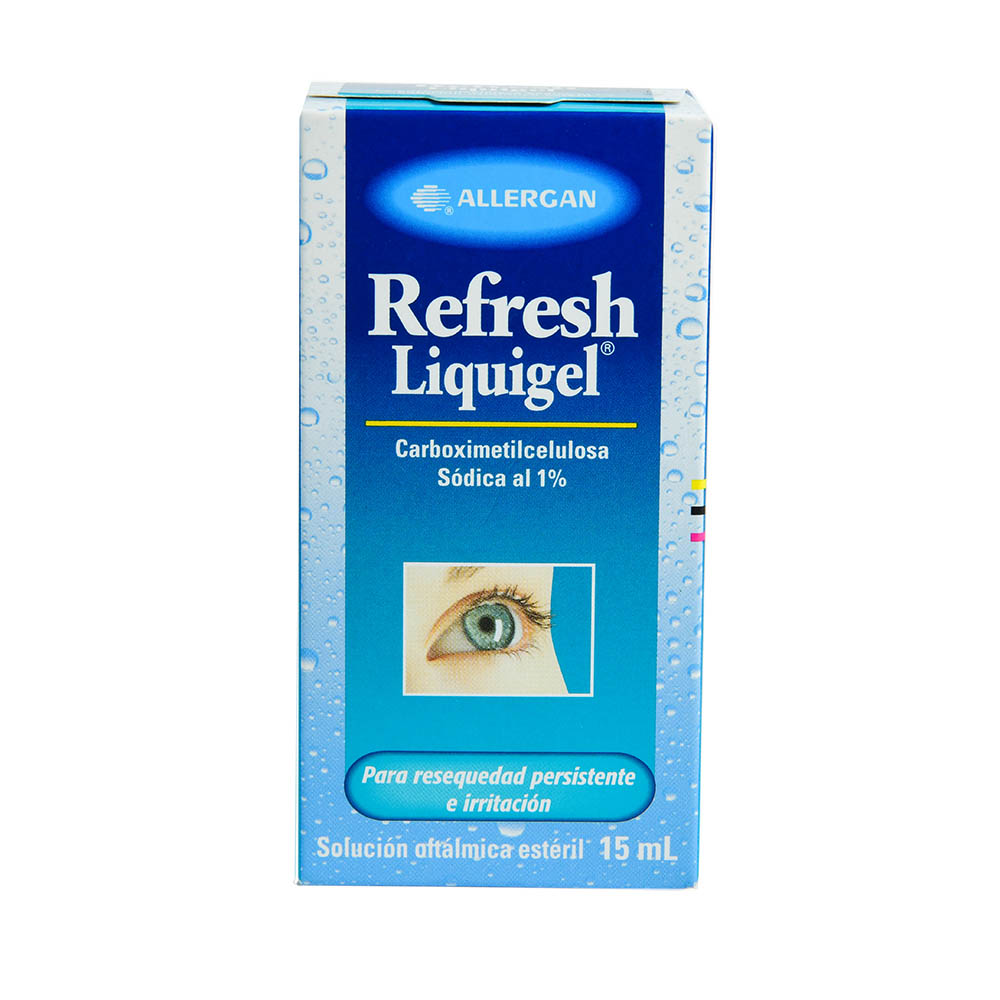 ALLERGAN
Refresh
Liquigel®
Carboximetilcelulosa
Sódica al 1%
Para resequedad persistente
e irritación
Solución oftálmica estéril 15 mL